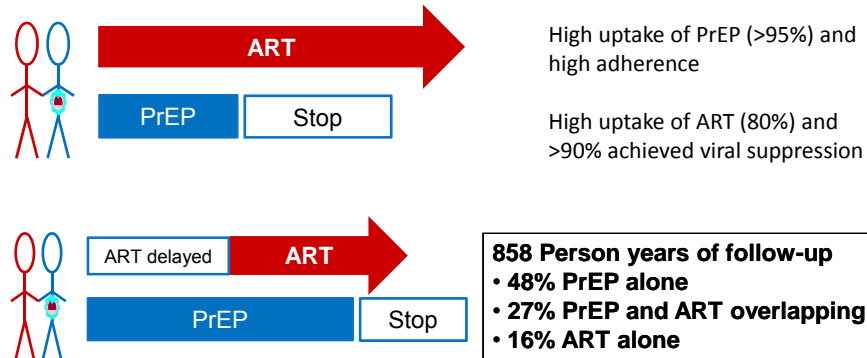 ART
PrEP
Stop
High uptake of PrEP (>95%) and
high adherence
High uptake of ART (80%) and
>90% achieved viral suppression
ART delayed
ART
PrEP
Stop
858 Person years of follow-up
• 48% PrEP alone
• 27% PrEP and ART overlapping
• 16% ART alone